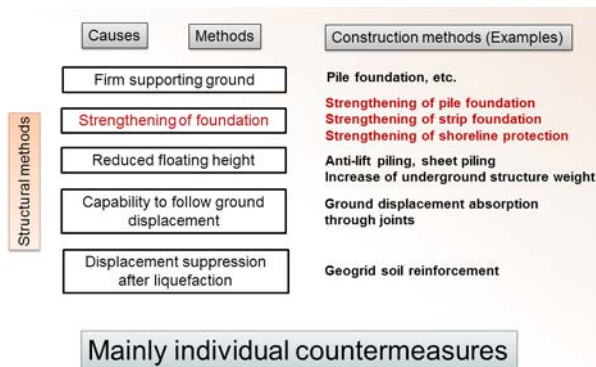 Causes
Methods
Construction methods (Examples)
Structural methods
Firm supporting ground
Pile foundation, etc.
Strengthening of foundation
Strengthening of pile foundation
Strengthening of strip foundation
Strengthening of shoreline protection
Reduced floating height
Anti-lift piling, sheet piling
Increase of underground structure weight
Capability to follow ground
displacement
Ground displacement absorption
through joints
Displacement suppression
after liquefaction
Geogrid soil reinforcement
Mainly individual countermeasures